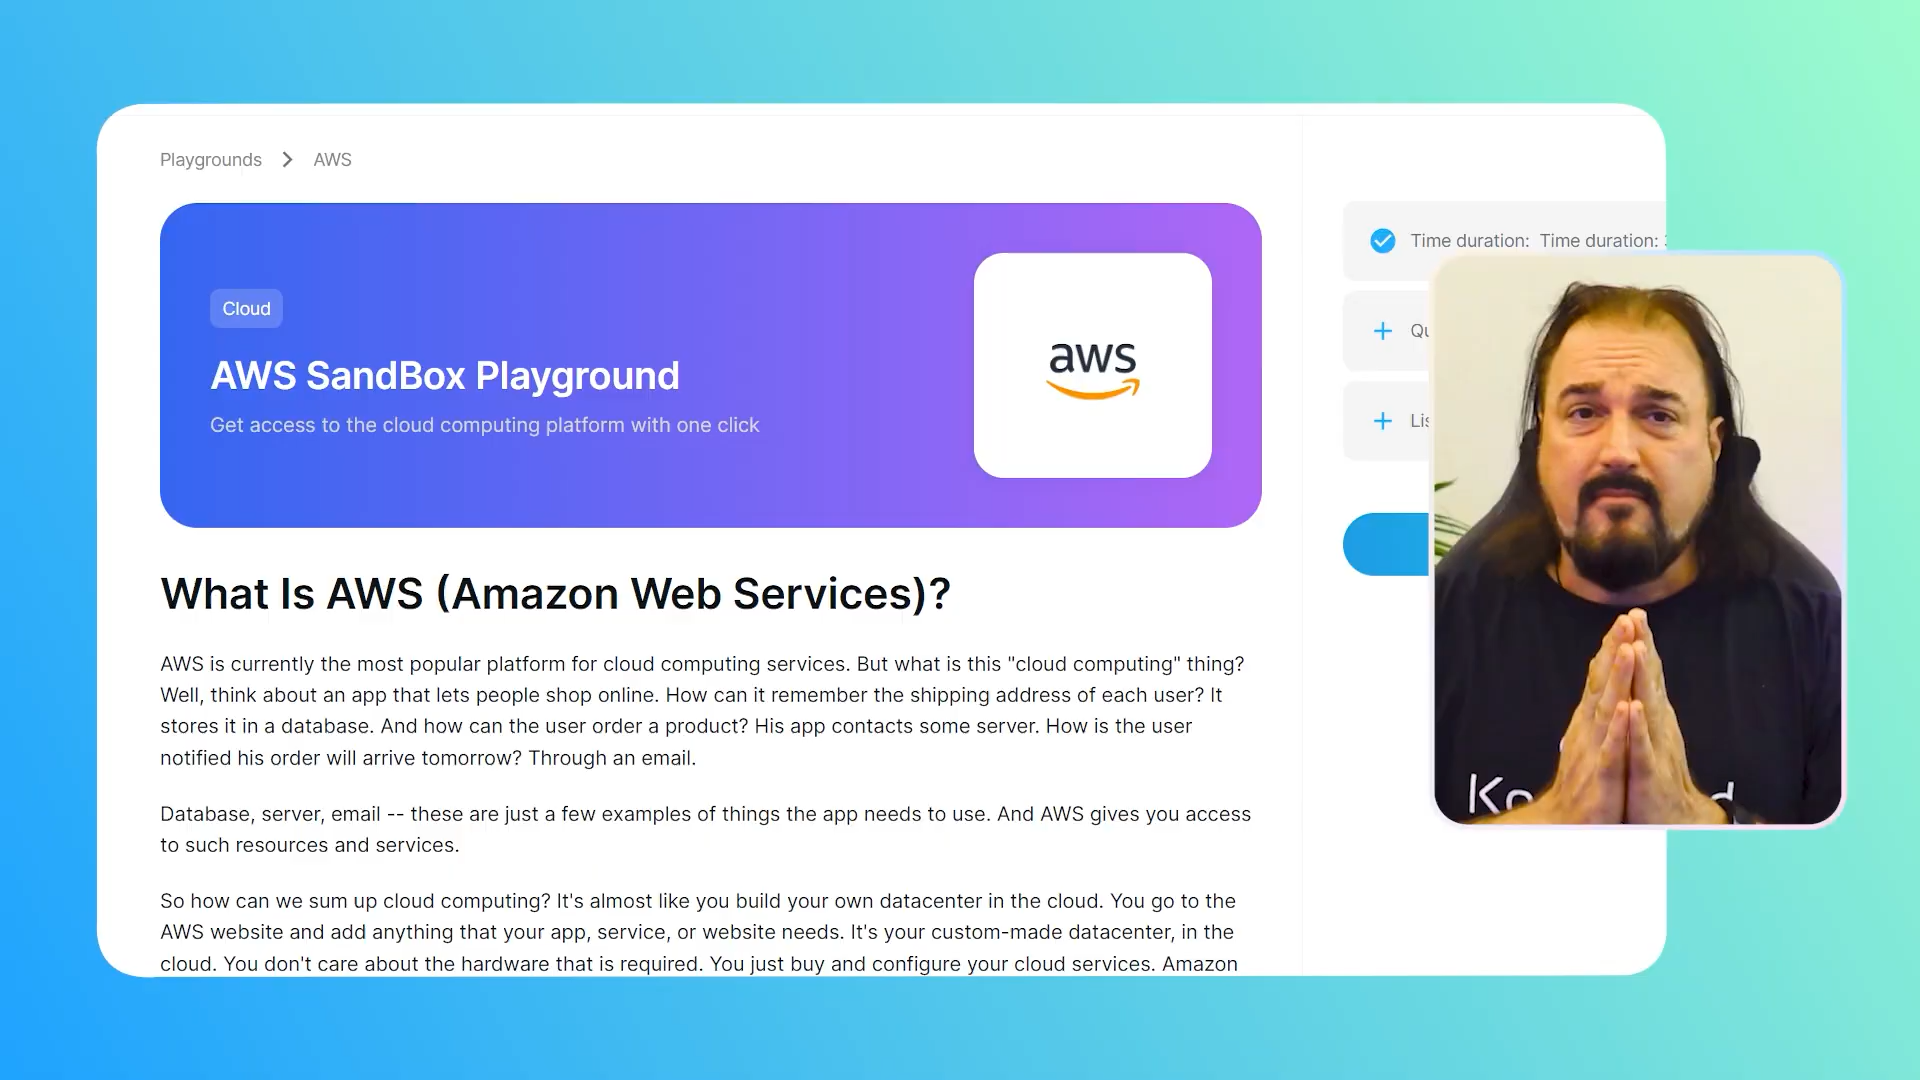 Playgrounds > AWS
Cloud
AWS SandBox Playground
Get access to the cloud computing platform with one click
aws
Time duration: Time duration:
What Is AWS (Amazon Web Services)?
AWS is currently the most popular platform for cloud computing services. But what is this "cloud computing" thing?
Well, think about an app that lets people shop online. How can it remember the shipping address of each user? It
stores it in a database. And how can the user order a product? His app contacts some server. How is the user
notified his order will arrive tomorrow? Through an email.
Database, server, email -- these are just a few examples of things the app needs to use. And AWS gives you access
to such resources and services.
So how can we sum up cloud computing? It's almost like you build your own datacenter in the cloud. You go to the
AWS website and add anything that your app, service, or website needs. It's your custom-made datacenter, in the
cloud. You don't care about the hardware that is required. You just buy and configure your cloud services. Amazon